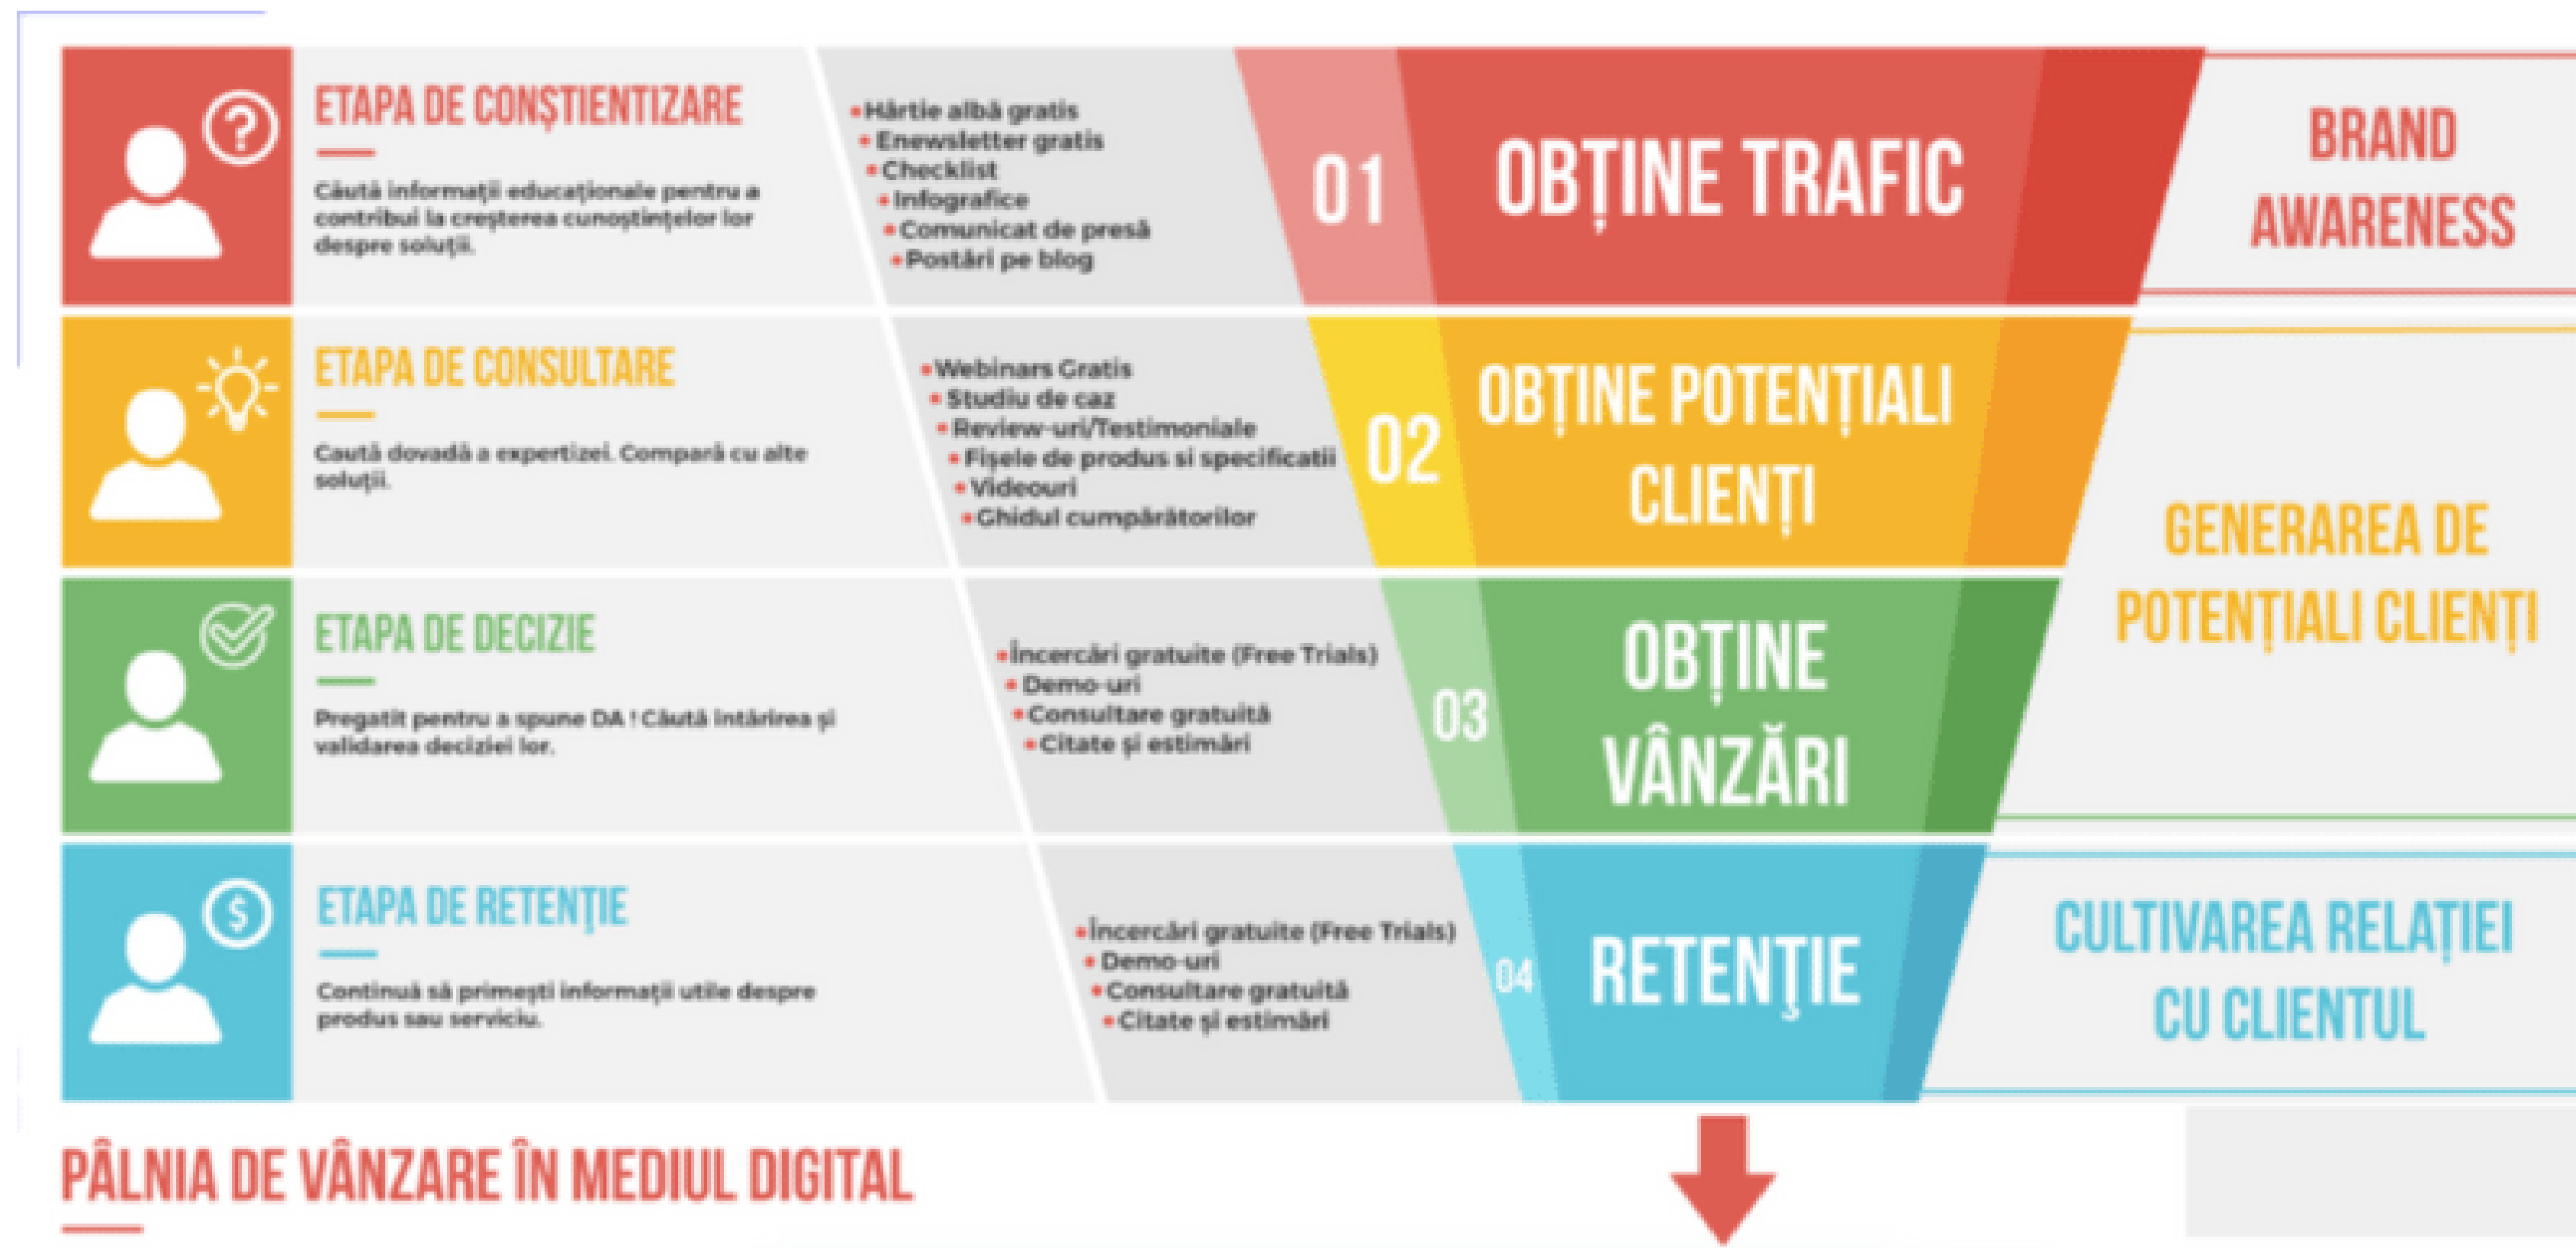 ETAPA DE CONȘTIENTIZARE
Căută informații educaționale pentru a
contribui la creșterea cunoștințelor lor
despre soluții.
Hârtie albă gratis
Enewsletter gratis
Checklist
Infografice
Comunicat de presă
Postări pe blog
01
OBȚINE TRAFIC
BRAND
AWARENESS
ETAPA DE CONSULTARE
Caută dovadă a expertizei. Compară cu alte
soluții.
Webinars Gratis
Studiu de caz
Review-uri/Testimoniale
Fișele de produs si specificatii
Videouri
Ghidul cumpărătorilor
02
OBȚINE POTENȚIALI
CLIENȚI
GENERAREA DE
POTENȚIALI CLIENȚI
ETAPA DE DECIZIE
Pregatit pentru a spune DA ! Căută întărirea și
validarea deciziei lor.
Încercări gratuite (Free Trials)
Demo-uri
Consultare gratuită
Citate și estimări
03
OBȚINE
VÂNZĂRI
ETAPA DE RETENȚIE
Continuă să primești informații utile despre
produs sau serviciu.
Încercări gratuite (Free Trials)
Demo-uri
Consultare gratuită
Citate și estimări
04
RETENȚIE
CULTIVAREA RELAȚIEI
CU CLIENTUL
PÂLNIA DE VÂNZARE ÎN MEDIUL DIGITAL